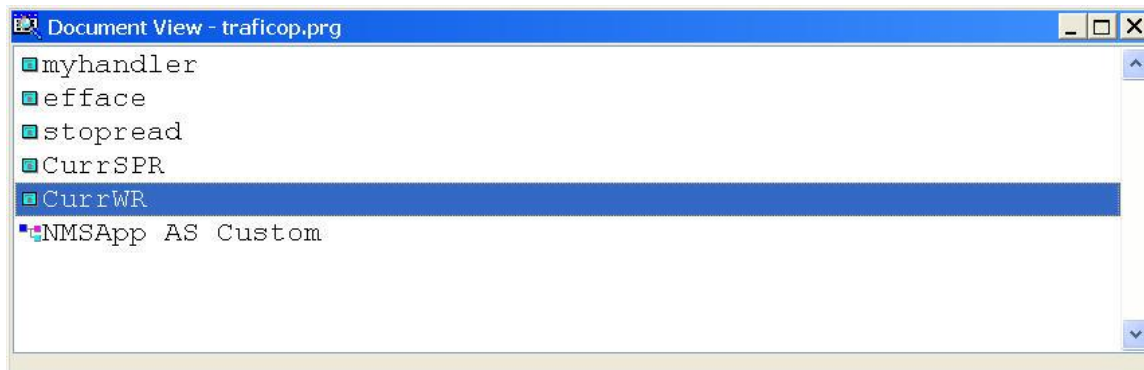 Document View - traficop.prg
myhandler
efface
stopread
CurrSPR
CurrWR
NMSApp AS Custom